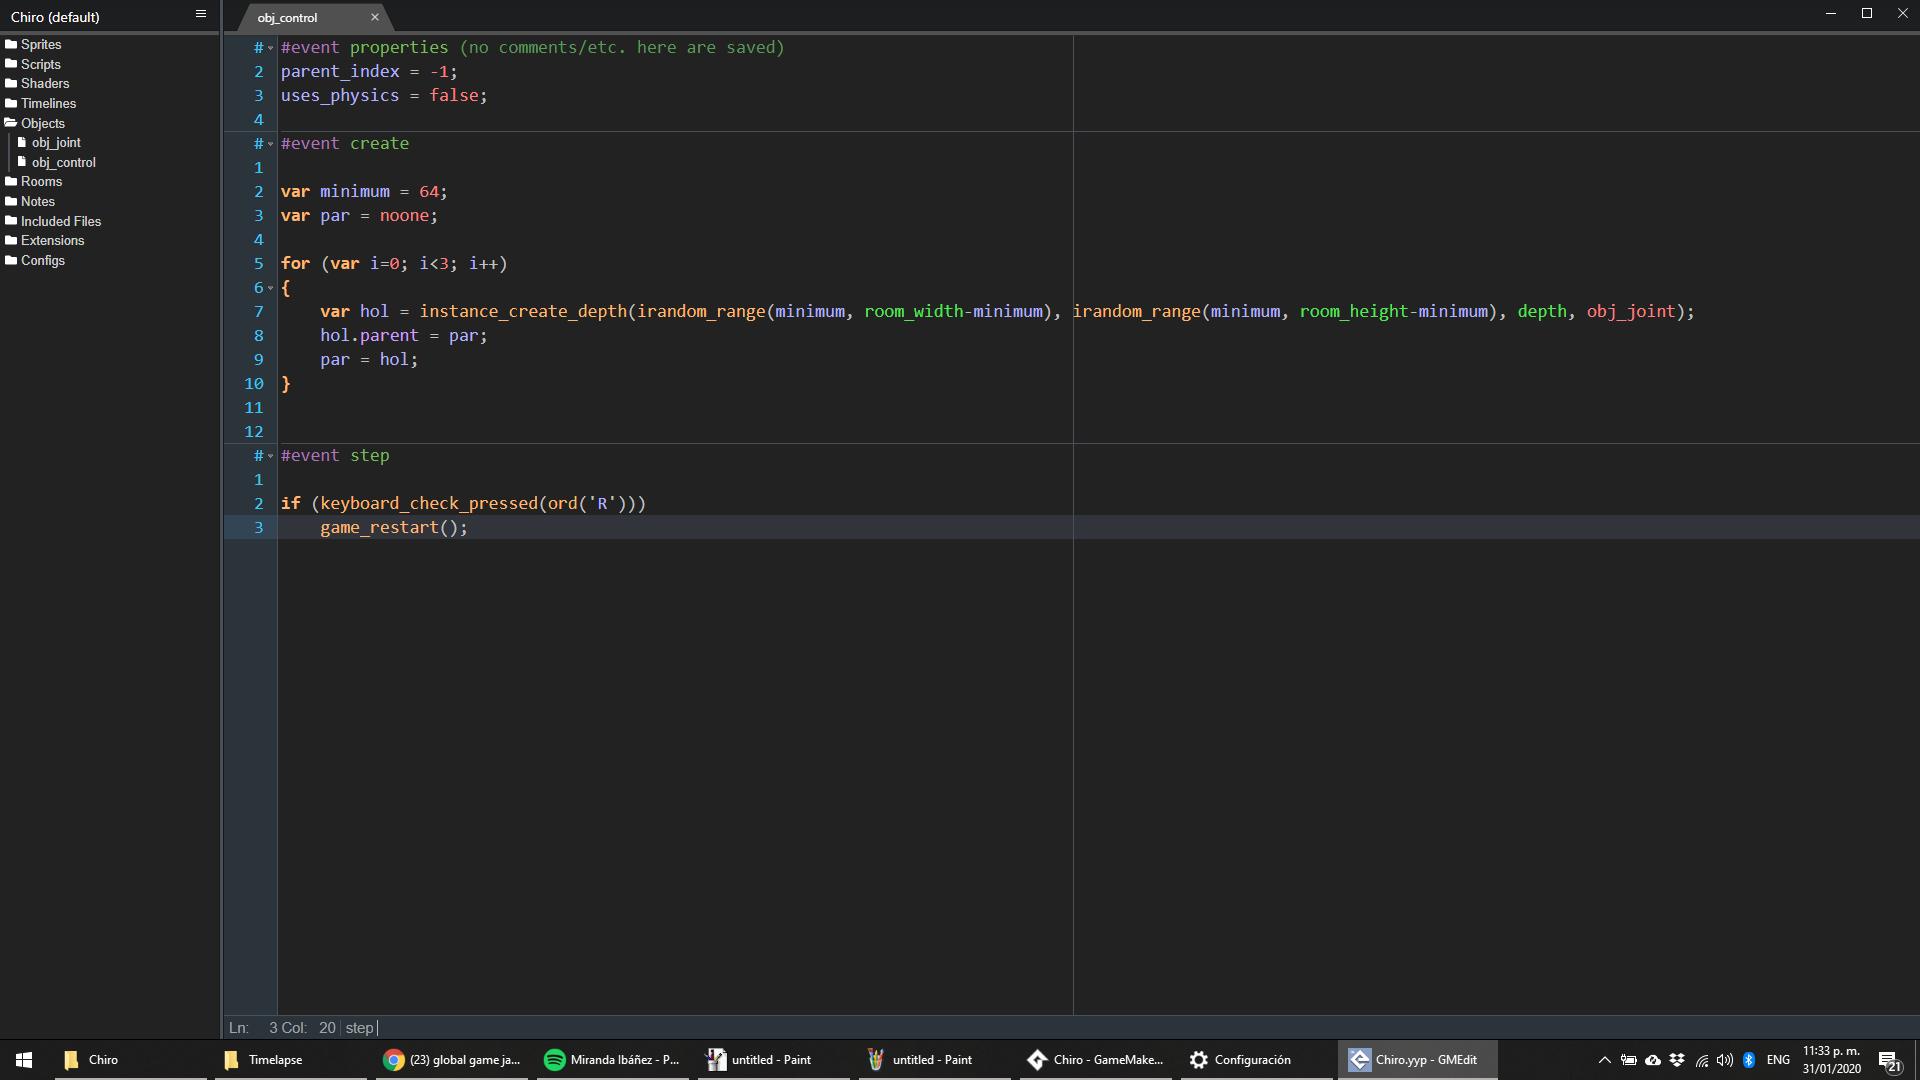 Chiro (default)
obj_control
Sprites
Scripts
Shaders
Timelines
Objects
obj_joint
obj_control
Rooms
Notes
Included Files
Extensions
Configs
# #event properties (no comments/etc. here are saved)
2 parent_index = -1;
3 uses_physics = false;
4
# #event create
1
2 var minimum = 64;
3 var par = noone;
4
5 for (var i=0; i<3; i++)
6 {
7     var hol = instance_create_depth(irandom_range(minimum, room_width-minimum), irandom_range(minimum, room_height-minimum), depth, obj_joint);
8     hol.parent = par;
9     par = hol;
10 }
11
12
# #event step
1
2 if (keyboard_check_pressed(ord('R')))
3     game_restart();
Ln: 3 Col: 20 step
Chiro
Timelapse
(23) global game ja...
Miranda Ibáñez - P...
untitled - Paint
untitled - Paint
Chiro - GameMake...
Configuración
Chiro.yyp - GMEdit
ENG
11:33 p. m.
31/01/2020
21